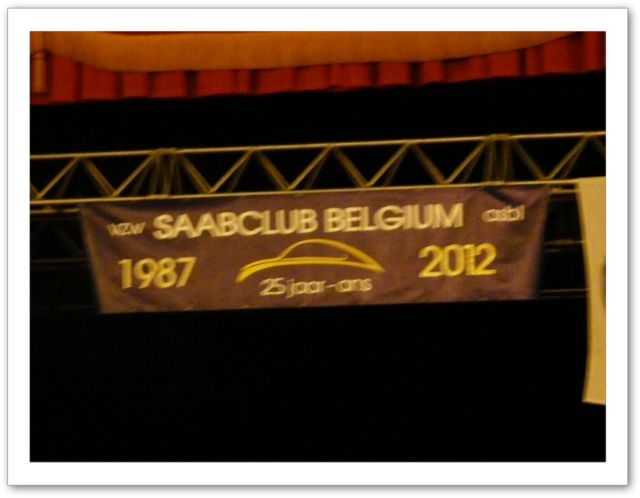 vzw SAABCLUB BELGIUM asbl
1987 2012
25 jaar-ans